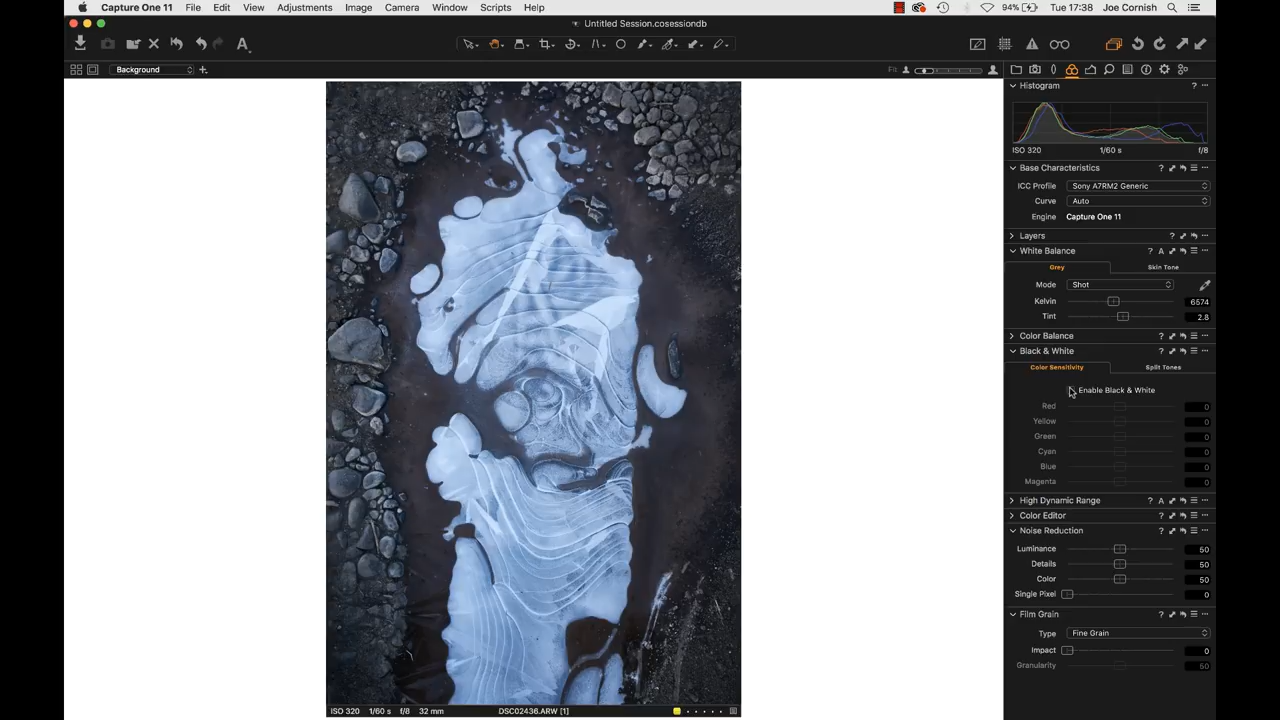 Capture One 11 File Edit View Adjustments Image Camera Window Scripts Help 94% Tue 17:38 Joe Cornish
Untitled Session.cosessiondb
Background
Fit
Histogram
ISO 320 1/60 s f/8
Base Characteristics
ICC Profile Sony A7RM2 Generic
Curve Auto
Engine Capture One 11
Layers
White Balance
Grey Skin Tone
Mode Shot
Kelvin 6574
Tint 2.8
Color Balance
Black & White
Color Sensitivity Split Tones
Enable Black & White
Red 0
Yellow 0
Green 0
Cyan 0
Blue 0
Magenta 0
High Dynamic Range
Color Editor
Noise Reduction
Luminance 50
Details 50
Color 50
Single Pixel 0
Film Grain
Type Fine Grain
Impact 0
Granularity 50
ISO 320 1/60 s f/8 32 mm DSC02436.ARW [1]